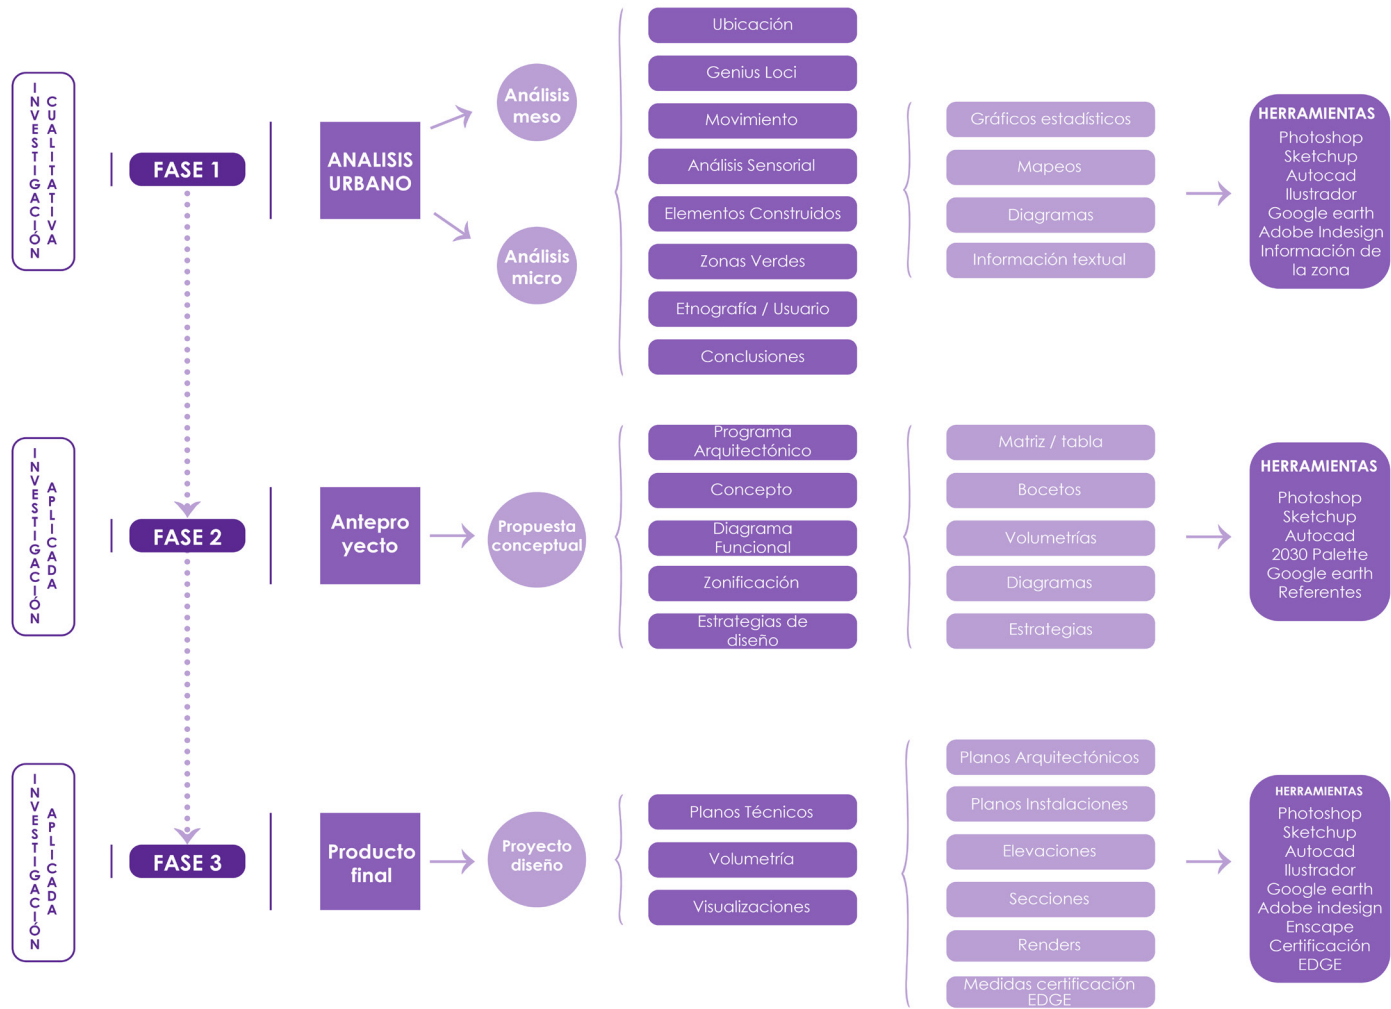 INVESTIGACIÓN
CUALITATIVA
FASE 1
ANALISIS
URBANO
Análisis
meso
Análisis
micro
Ubicación
Genius Loci
Movimiento
Análisis Sensorial
Elementos Construidos
Zonas Verdes
Etnografía / Usuario
Conclusiones
Gráficos estadísticos
Mapeos
Diagramas
Información textual
HERRAMIENTAS
Photoshop
Sketchup
Autocad
Ilustrador
Google earth
Adobe Indesign
Información de
la zona
INVESTIGACIÓN
APLICADA
FASE 2
Antepro
yecto
Propuesta
conceptual
Programa
Arquitectónico
Concepto
Diagrama
Funcional
Zonificación
Estrategias de
diseño
Matriz / tabla
Bocetos
Volumetrías
Diagramas
Estrategias
HERRAMIENTAS
Photoshop
Sketchup
Autocad
2030 Palette
Google earth
Referentes
INVESTIGACIÓN
APLICADA
FASE 3
Producto
final
Proyecto
diseño
Planos Técnicos
Volumetría
Visualizaciones
Planos Arquitectónicos
Planos Instalaciones
Elevaciones
Secciones
Renders
Medidas certificación
EDGE
HERRAMIENTAS
Photoshop
Sketchup
Autocad
Ilustrador
Google earth
Adobe indesign
Enscape
Certificación
EDGE